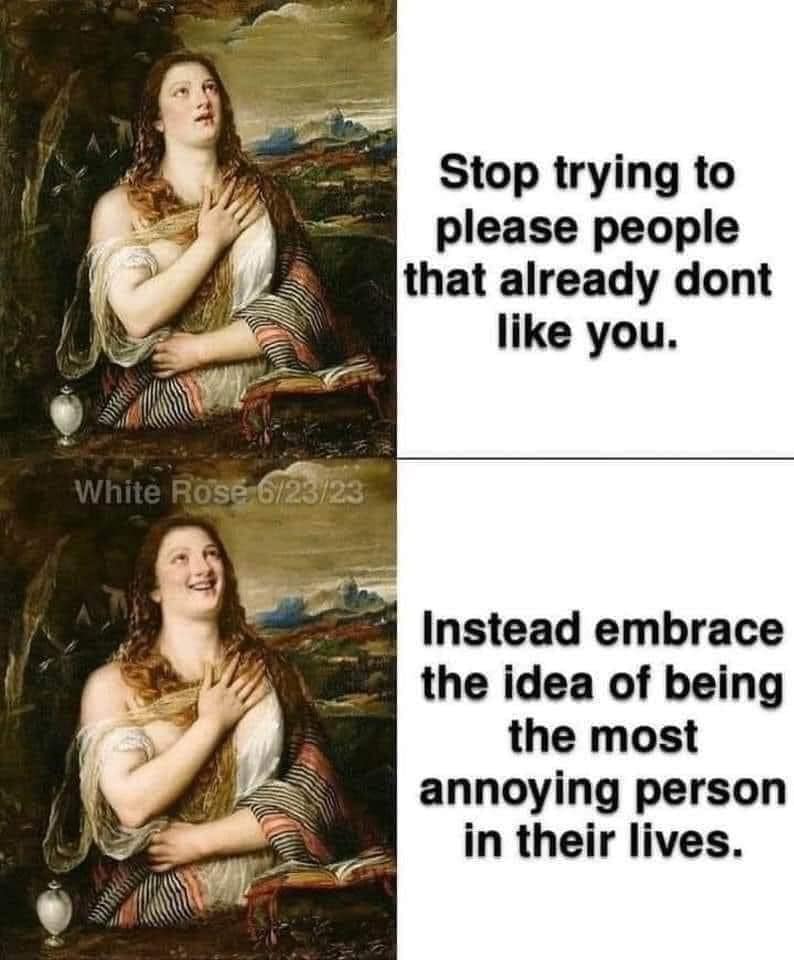 Stop trying to
please people
that already dont
like you.
White Rose 6/23/23
Instead embrace
the idea of being
the most
annoying person
in their lives.